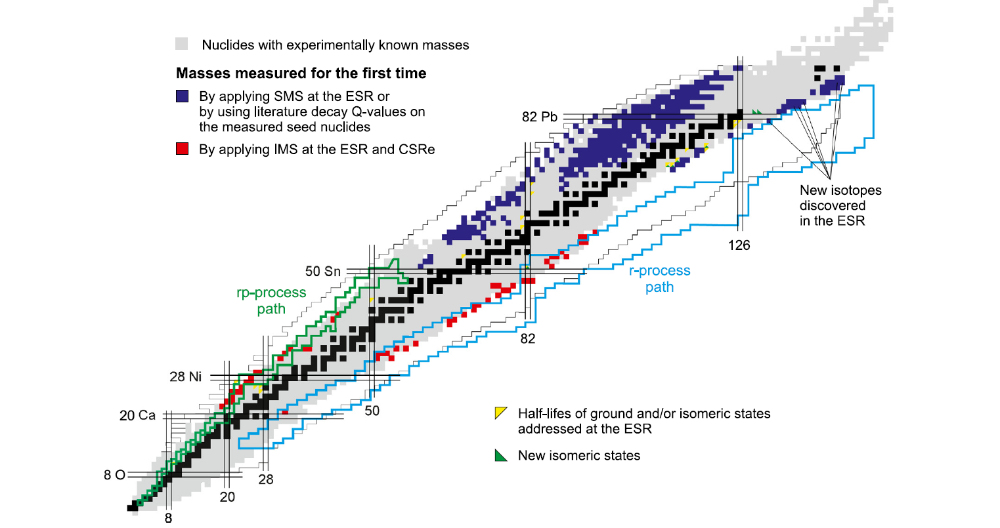 Nuclides with experimentally known masses
Masses measured for the first time
By applying SMS at the ESR or
by using literature decay Q-values on
the measured seed nuclides
By applying IMS at the ESR and CSRe
82 Pb
New isotopes
discovered
in the ESR
126
50 Sn
r-process
path
rp-process
path
82
28 Ni
50
20 Ca
Half-lifes of ground and/or isomeric states
addressed at the ESR
New isomeric states
8 O
28
20
8